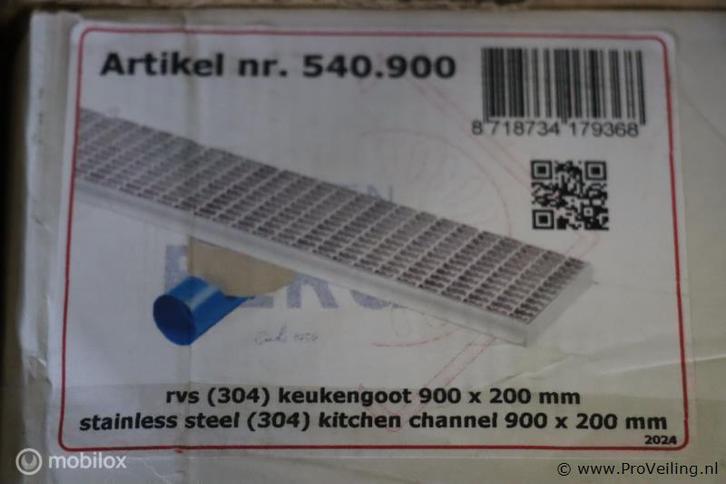 Artikel nr. 540.900
8 718734 179368
rvs (304) keukengoot 900 x 200 mm
stainless steel (304) kitchen channel 900 x 200 mm
2024
mobilox
© www.ProVeiling.nl